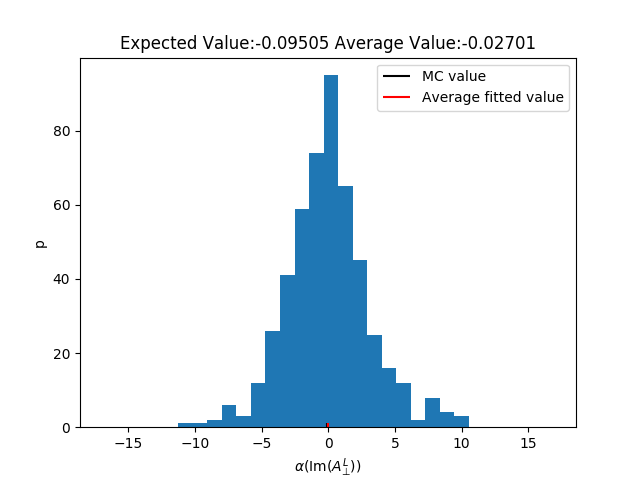 Expected Value:-0.09505 Average Value:-0.02701
MC value
Average fitted value
p
80
60
40
20
0
−15 −10 −5 0 5 10 15
α(Im(A⊥^L))